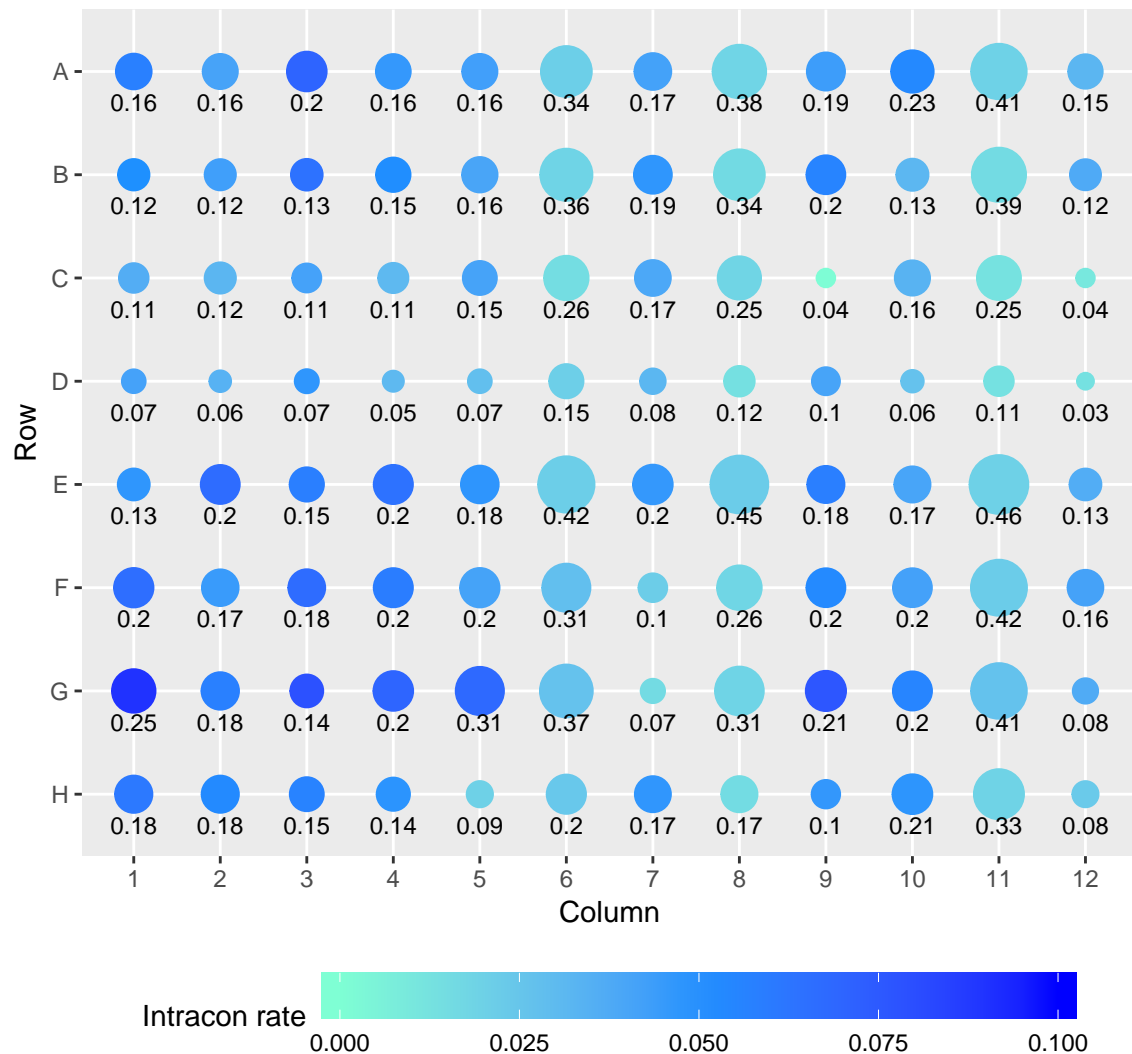 A
0.16 0.16 0.2 0.16 0.16 0.34 0.17 0.38 0.19 0.23 0.41 0.15
B
0.12 0.12 0.13 0.15 0.16 0.36 0.19 0.34 0.2 0.13 0.39 0.12
C
0.11 0.12 0.11 0.11 0.15 0.26 0.17 0.25 0.04 0.16 0.25 0.04
D
0.07 0.06 0.07 0.05 0.07 0.15 0.08 0.12 0.1 0.06 0.11 0.03
Row
E
0.13 0.2 0.15 0.2 0.18 0.42 0.2 0.45 0.18 0.17 0.46 0.13
F
0.2 0.17 0.18 0.2 0.2 0.31 0.1 0.26 0.2 0.2 0.42 0.16
G
0.25 0.18 0.14 0.2 0.31 0.37 0.07 0.31 0.21 0.2 0.41 0.08
H
0.18 0.18 0.15 0.14 0.09 0.2 0.17 0.17 0.1 0.21 0.33 0.08
1 2 3 4 5 6 7 8 9 10 11 12
Column
Intracon rate
0.000 0.025 0.050 0.075 0.100